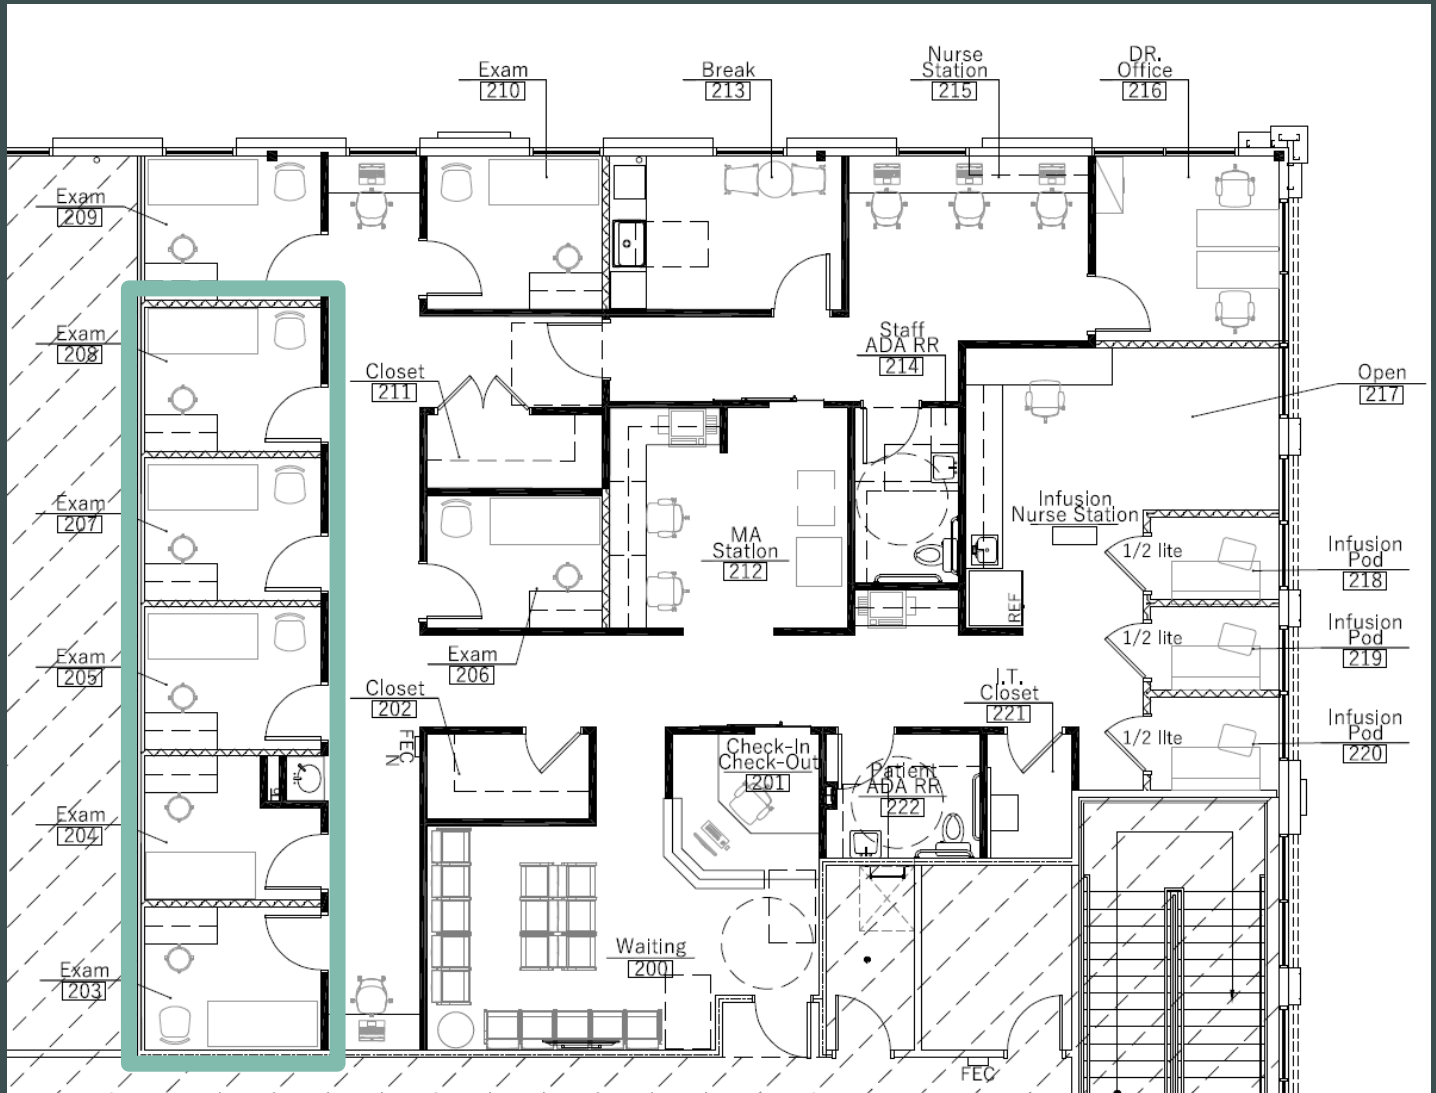 Exam
210
Break
213
Nurse
Station
215
DR.
Office
216
Exam
209
Exam
208
Staff
ADA RR
214
Closet
211
Open
217
Exam
207
Infusion
Nurse Station
MA
Station
212
1/2 lite
Infusion
Pod
218
REF
1/2 lite
Infusion
Pod
219
Exam
205
Exam
206
Closet
202
I.T.
Closet
221
FEC
N
Check-In
Check-Out
201
1/2 lite
Infusion
Pod
220
Patient
ADA RR
222
Exam
204
Waiting
200
Exam
203
FEC